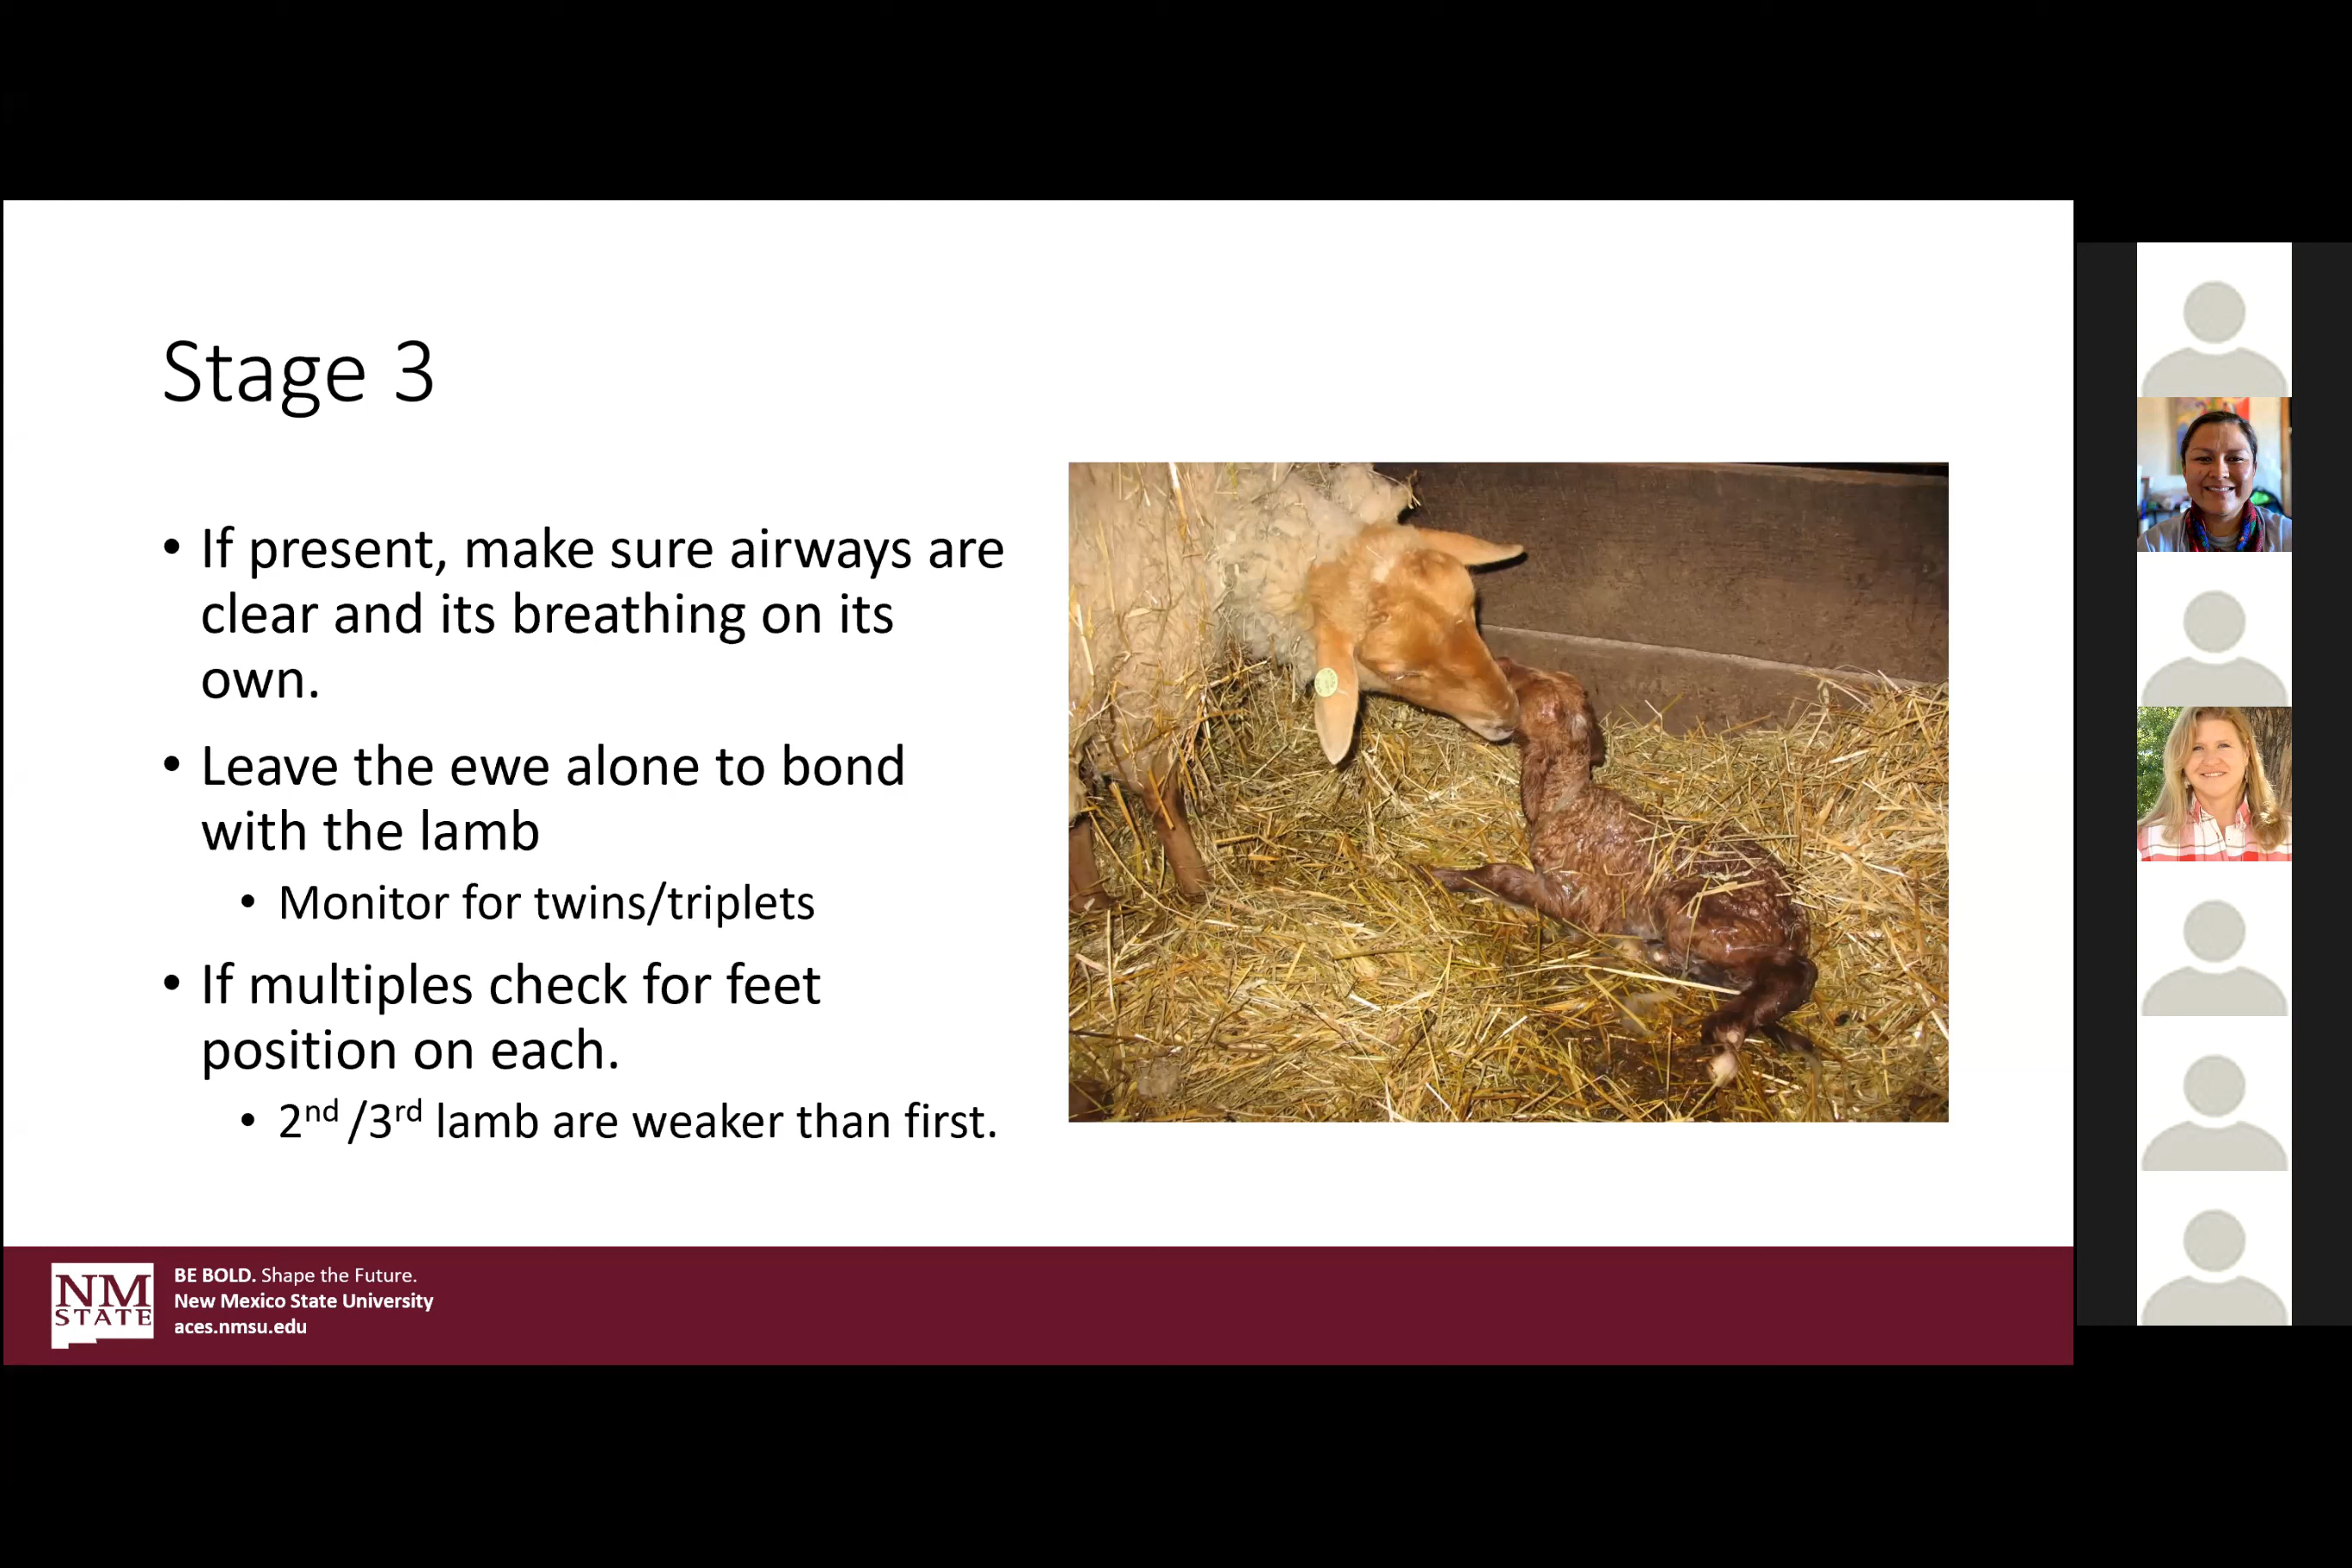 Stage 3
• If present, make sure airways are
clear and its breathing on its
own.
• Leave the ewe alone to bond
with the lamb
• Monitor for twins/triplets
• If multiples check for feet
position on each.
• 2nd /3rd lamb are weaker than first.
NM
STATE
BE BOLD. Shape the Future.
New Mexico State University
aces.nmsu.edu